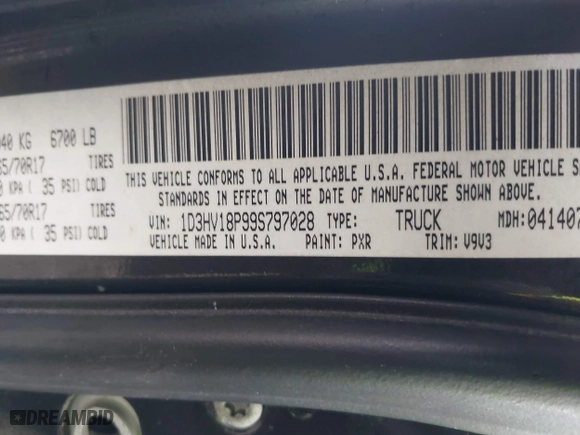 040 KG 6700 LB
65/70R17 TIRES
0 KPA ( 35 PSI) COLD
65/70R17 TIRES
0 KPA ( 35 PSI) COLD
THIS VEHICLE CONFORMS TO ALL APPLICABLE U.S.A. FEDERAL MOTOR VEHICLE S
STANDARDS IN EFFECT ON THE DATE OF MANUFACTURE SHOWN ABOVE.
VIN: 1D3HV18P99S797028 TYPE: TRUCK MDH: 041407
VEHICLE MADE IN U.S.A. PAINT: PXR TRIM: V9V3
DREAMBID